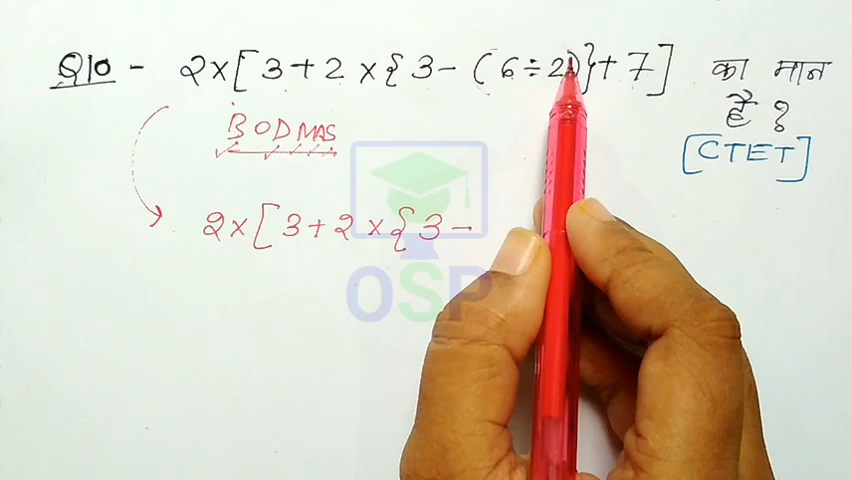 Q10 - 2×[3+2×{3-(6÷2)}+7] का मान
है ?
BODMAS
[CTET]
2×[3+2×{3-
OSP